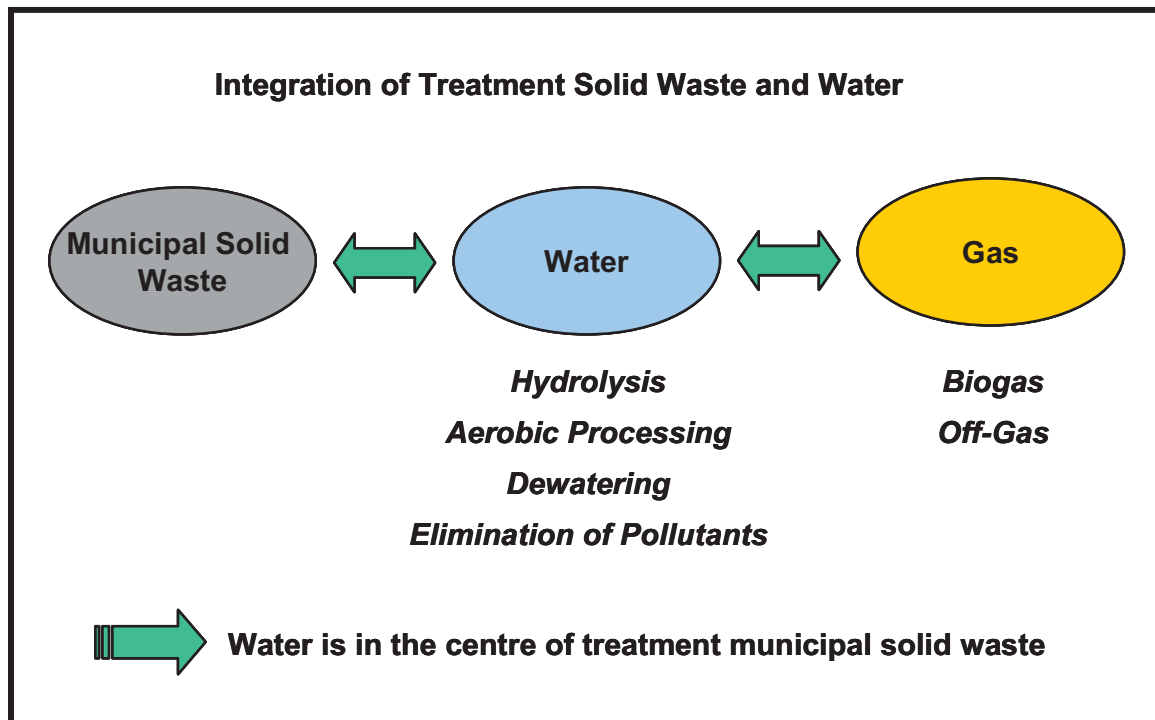 Integration of Treatment Solid Waste and Water
Municipal Solid
Waste
Water
Gas
Hydrolysis
Aerobic Processing
Dewatering
Elimination of Pollutants
Biogas
Off-Gas
Water is in the centre of treatment municipal solid waste